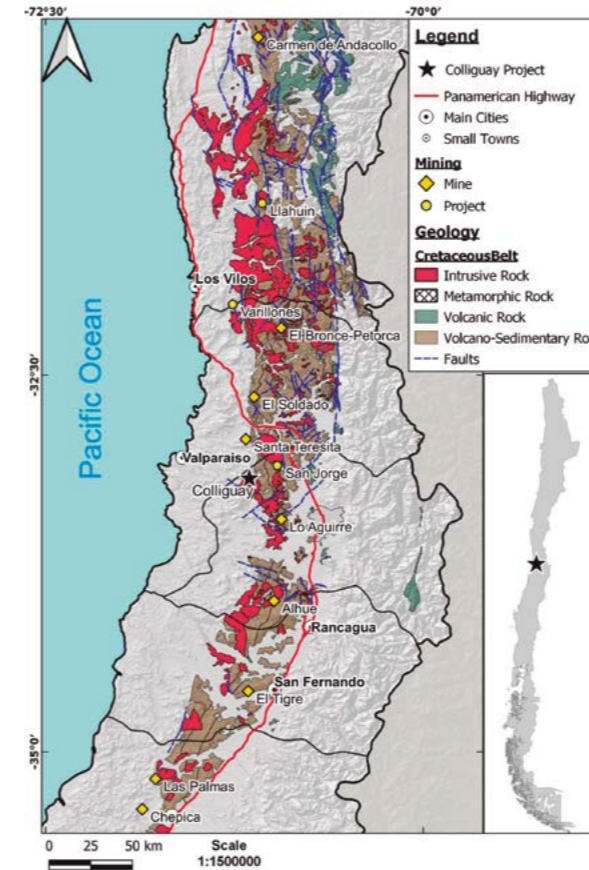 -72°30'
-70°0'
Carmen de Andacollo
Llahuin
Los Vilos
Varillones
El Bronce-Petorca
-32°30'
El Soldado
Santa Teresita
Valparaiso
San Jorge
Colliguay
Lo Aguirre
Alhue
Rancagua
San Fernando
El Tigre
-35°0'
Las Palmas
Chepica
Pacific Ocean
Legend
Colliguay Project
Panamerican Highway
Main Cities
Small Towns
Mining
Mine
Project
Geology
CretaceousBelt
Intrusive Rock
Metamorphic Rock
Volcanic Rock
Volcano-Sedimentary Ro
Faults
0 25 50 km
Scale
1:1500000